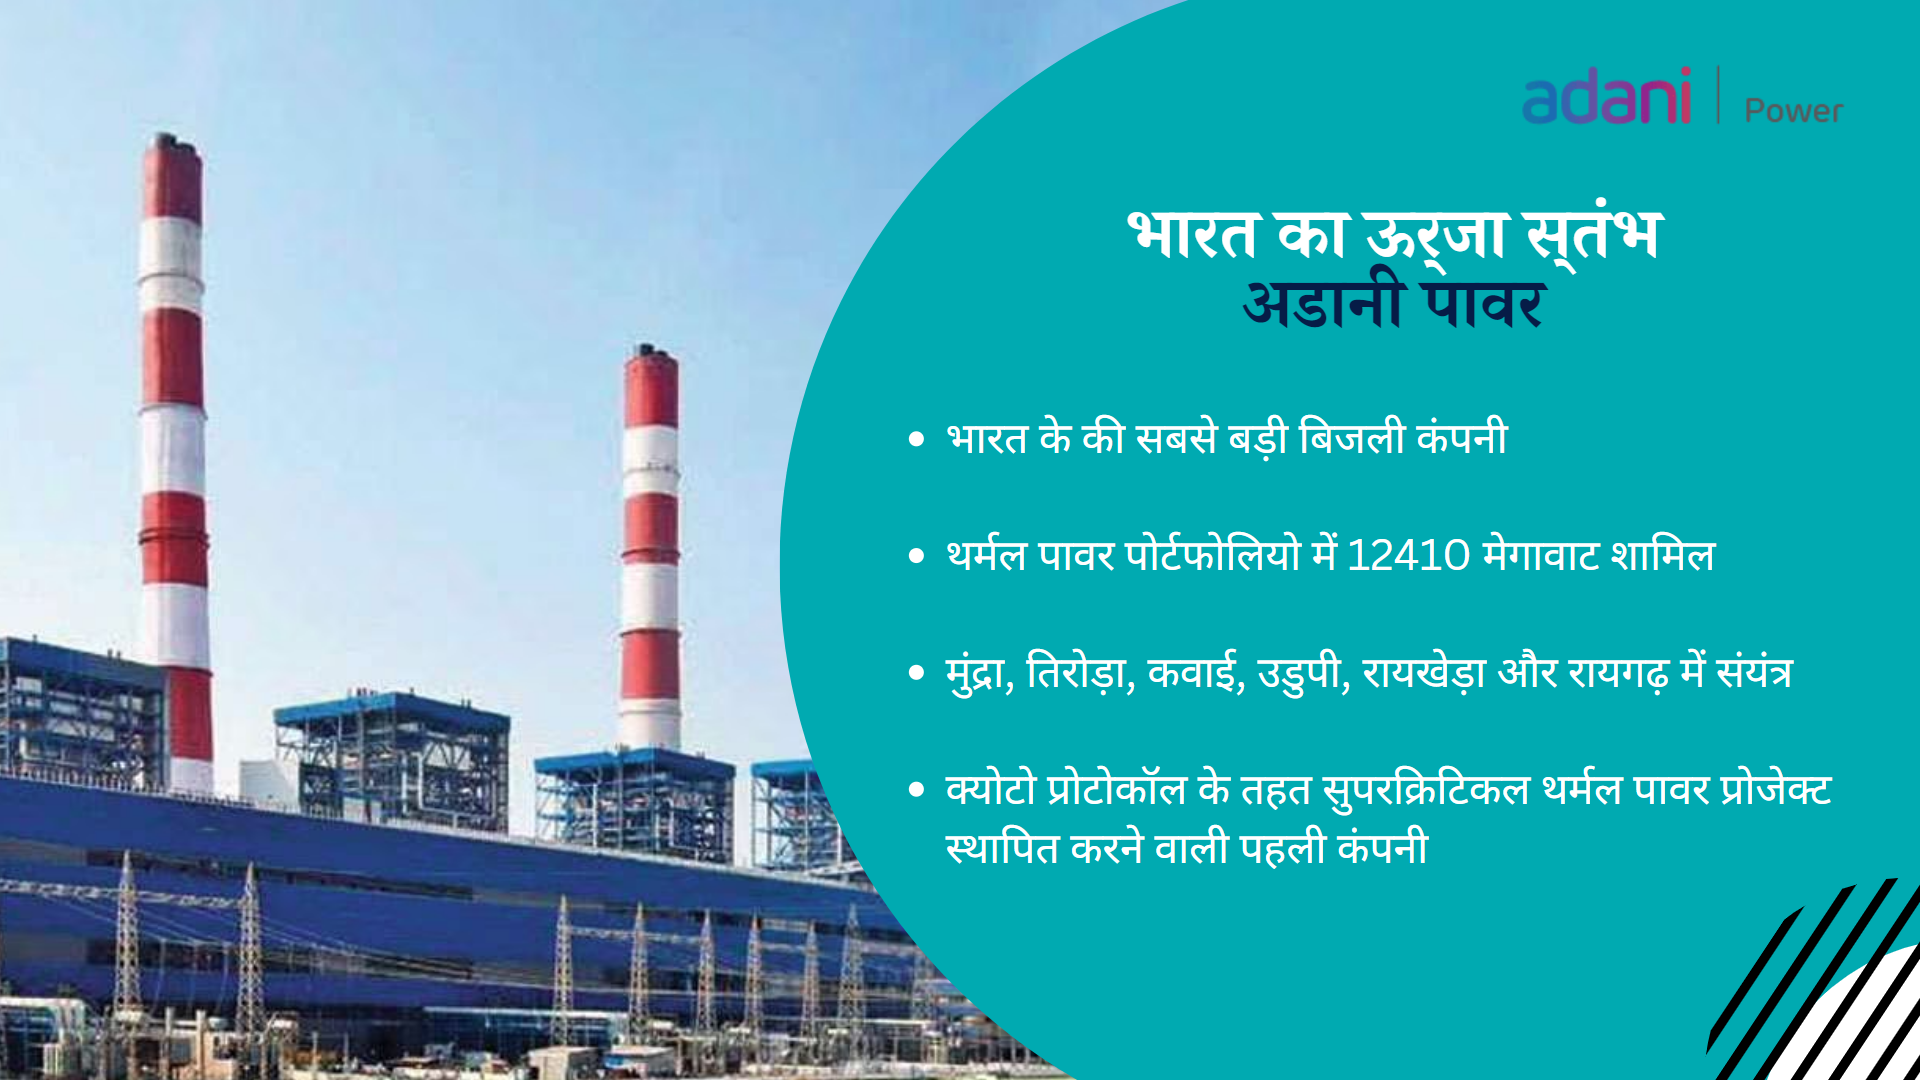 adani | Power
भारत का ऊर्‌जा स्‌तंभ
अडानी पावर
• भारत के की सबसे बड़ी बिजली कंपनी
• थर्मल पावर पोर्टफोलियो में 12410 मेगावाट शामिल
• मुंद्रा, तिरोड़ा, कवाई, उडुपी, रायखेड़ा और रायगढ़ में संयंत्र
• क्योटो प्रोटोकॉल के तहत सुपरक्रिटिकल थर्मल पावर प्रोजेक्ट
स्थापित करने वाली पहली कंपनी